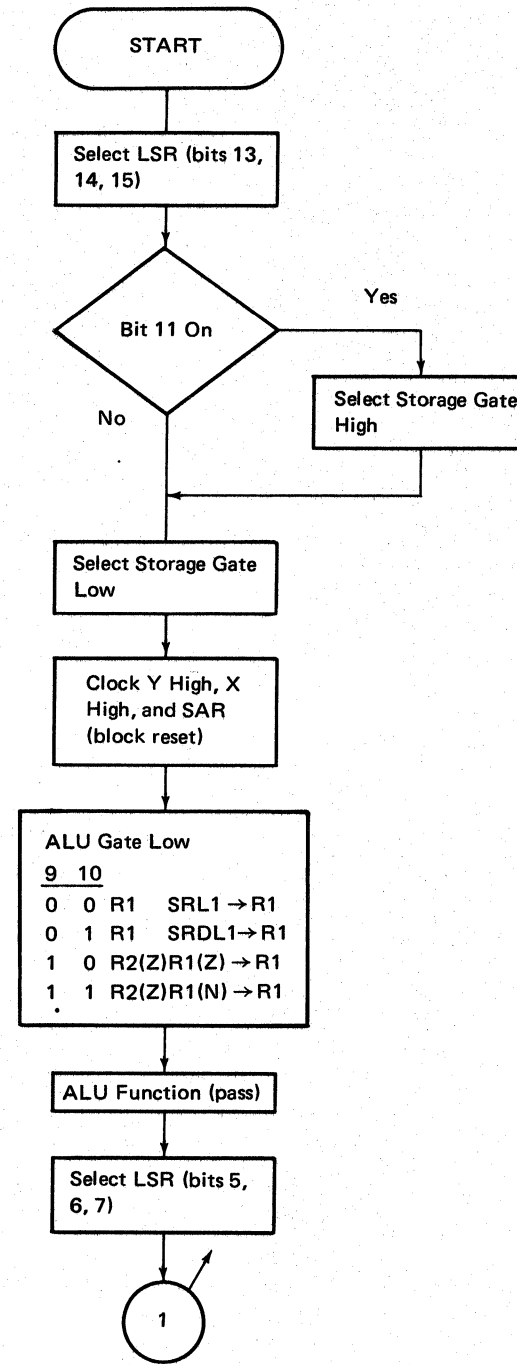 START
Select LSR (bits 13,
14, 15)
Bit 11 On
Yes
No
Select Storage Gate
High
Select Storage Gate
Low
Clock Y High, X
High, and SAR
(block reset)
ALU Gate Low
9 10
0 0 R1 SRL1 → R1
0 1 R1 SRDL1→R1
1 0 R2(Z)R1(Z) → R1
1 1 R2(Z)R1(N) → R1
ALU Function (pass)
Select LSR (bits 5,
6, 7)
1